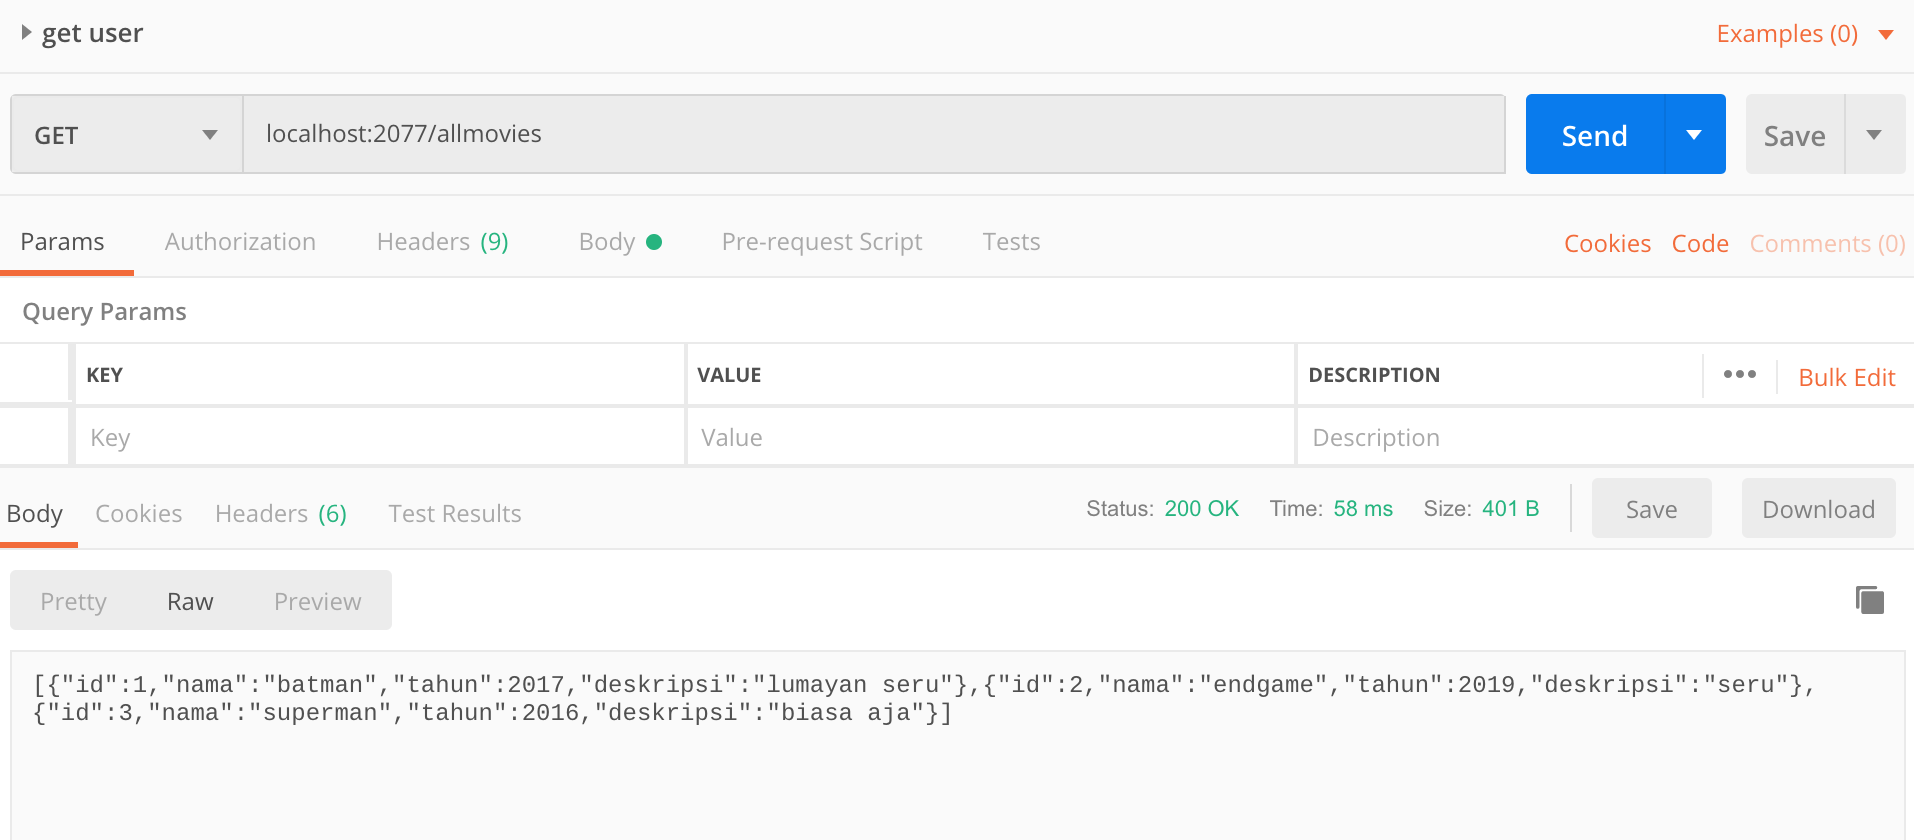 get user
Examples (0)
GET localhost:2077/allmovies Send Save
Params Authorization Headers (9) Body Pre-request Script Tests Cookies Code Comments (0)
Query Params
KEY VALUE DESCRIPTION Bulk Edit
Key Value Description
Body Cookies Headers (6) Test Results Status: 200 OK Time: 58 ms Size: 401 B Save Download
Pretty Raw Preview
[{"id":1,"nama":"batman","tahun":2017,"deskripsi":"lumayan seru"},{"id":2,"nama":"endgame","tahun":2019,"deskripsi":"seru"},
{"id":3,"nama":"superman","tahun":2016,"deskripsi":"biasa aja"}]